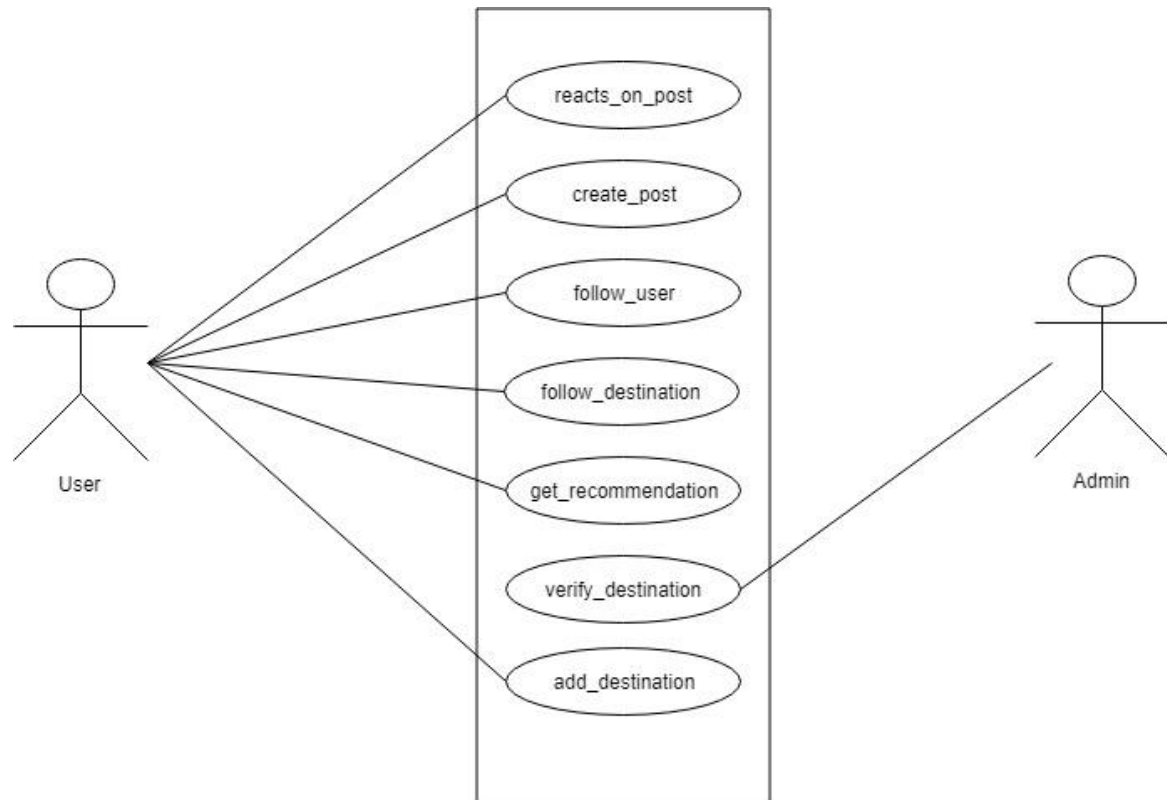 reacts_on_post
create_post
follow_user
follow_destination
get_recommendation
verify_destination
add_destination
User
Admin